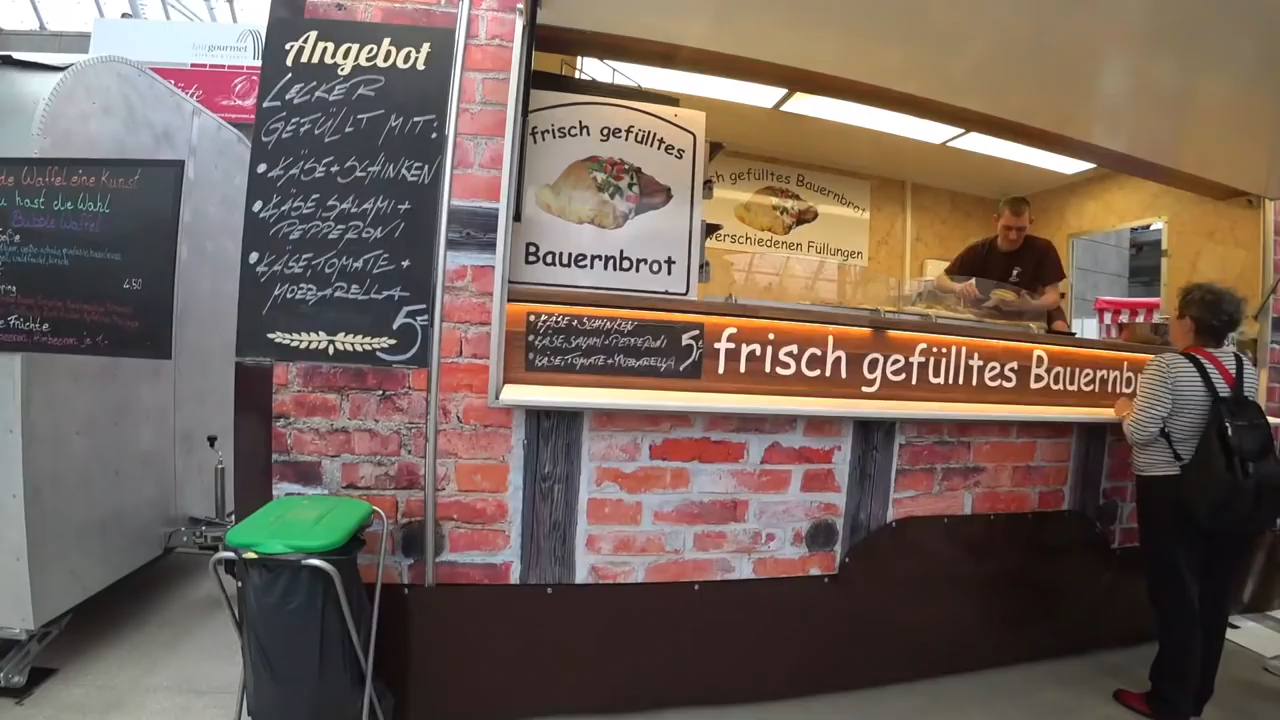 fairgourmet
Angebot
LECKER
GEFÜLLT MIT:
• KÄSE + SCHINKEN
• KÄSE, SALAMI +
PEPPERONI
• KÄSE, TOMATE +
MOZZARELLA
5€
Waffel eine Kunst
hast die Wahl
Bubble Waffel
4.50
Früchte
frisch gefülltes
Bauernbrot
gefülltes Bauernbrot
verschiedenen Füllungen
• KÄSE + SCHINKEN
• KÄSE, SALAMI + PEPPERONI
• KÄSE, TOMATE + MOZZARELLA
5€
frisch gefülltes Bauernb